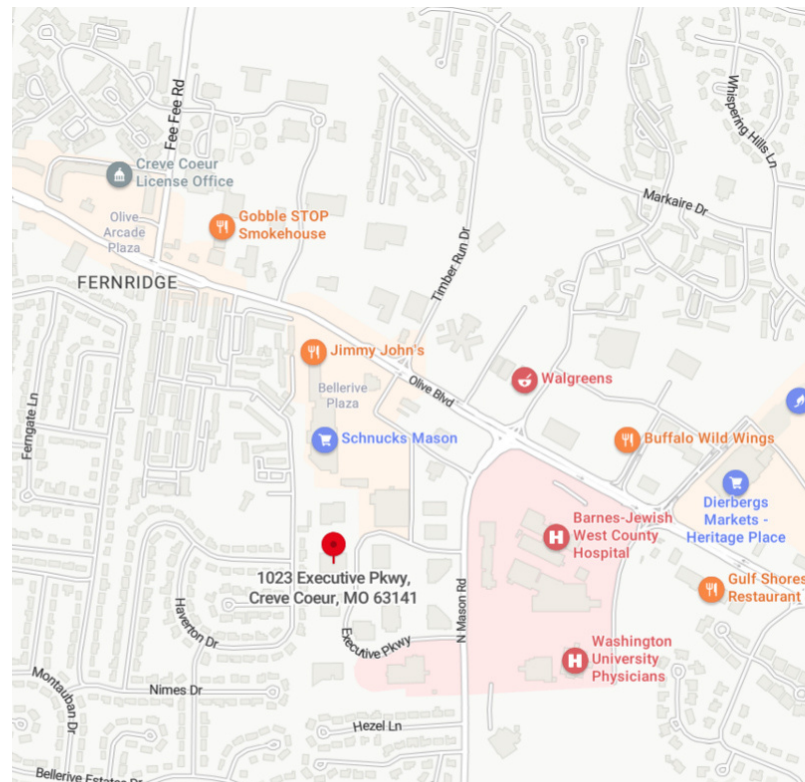 Fee Fee Rd
Whispering Hills Ln
Creve Coeur
License Office
Markaire Dr
Olive
Arcade
Plaza
Gobble STOP
Smokehouse
Timber Run Dr
FERNRIDGE
Jimmy John's
Olive Blvd
Walgreens
Bellerive
Plaza
Ferngate Ln
Schnucks Mason
Buffalo Wild Wings
Dierbergs
Markets -
Heritage Place
Barnes-Jewish
West County
Hospital
1023 Executive Pkwy,
Creve Coeur, MO 63141
Gulf Shores
Restaurant
N Mason Rd
Haverton Dr
Executive Pkwy
Washington
University
Physicians
Montauban Dr
Nimes Dr
Hezel Ln
Bellerive Estates Dr